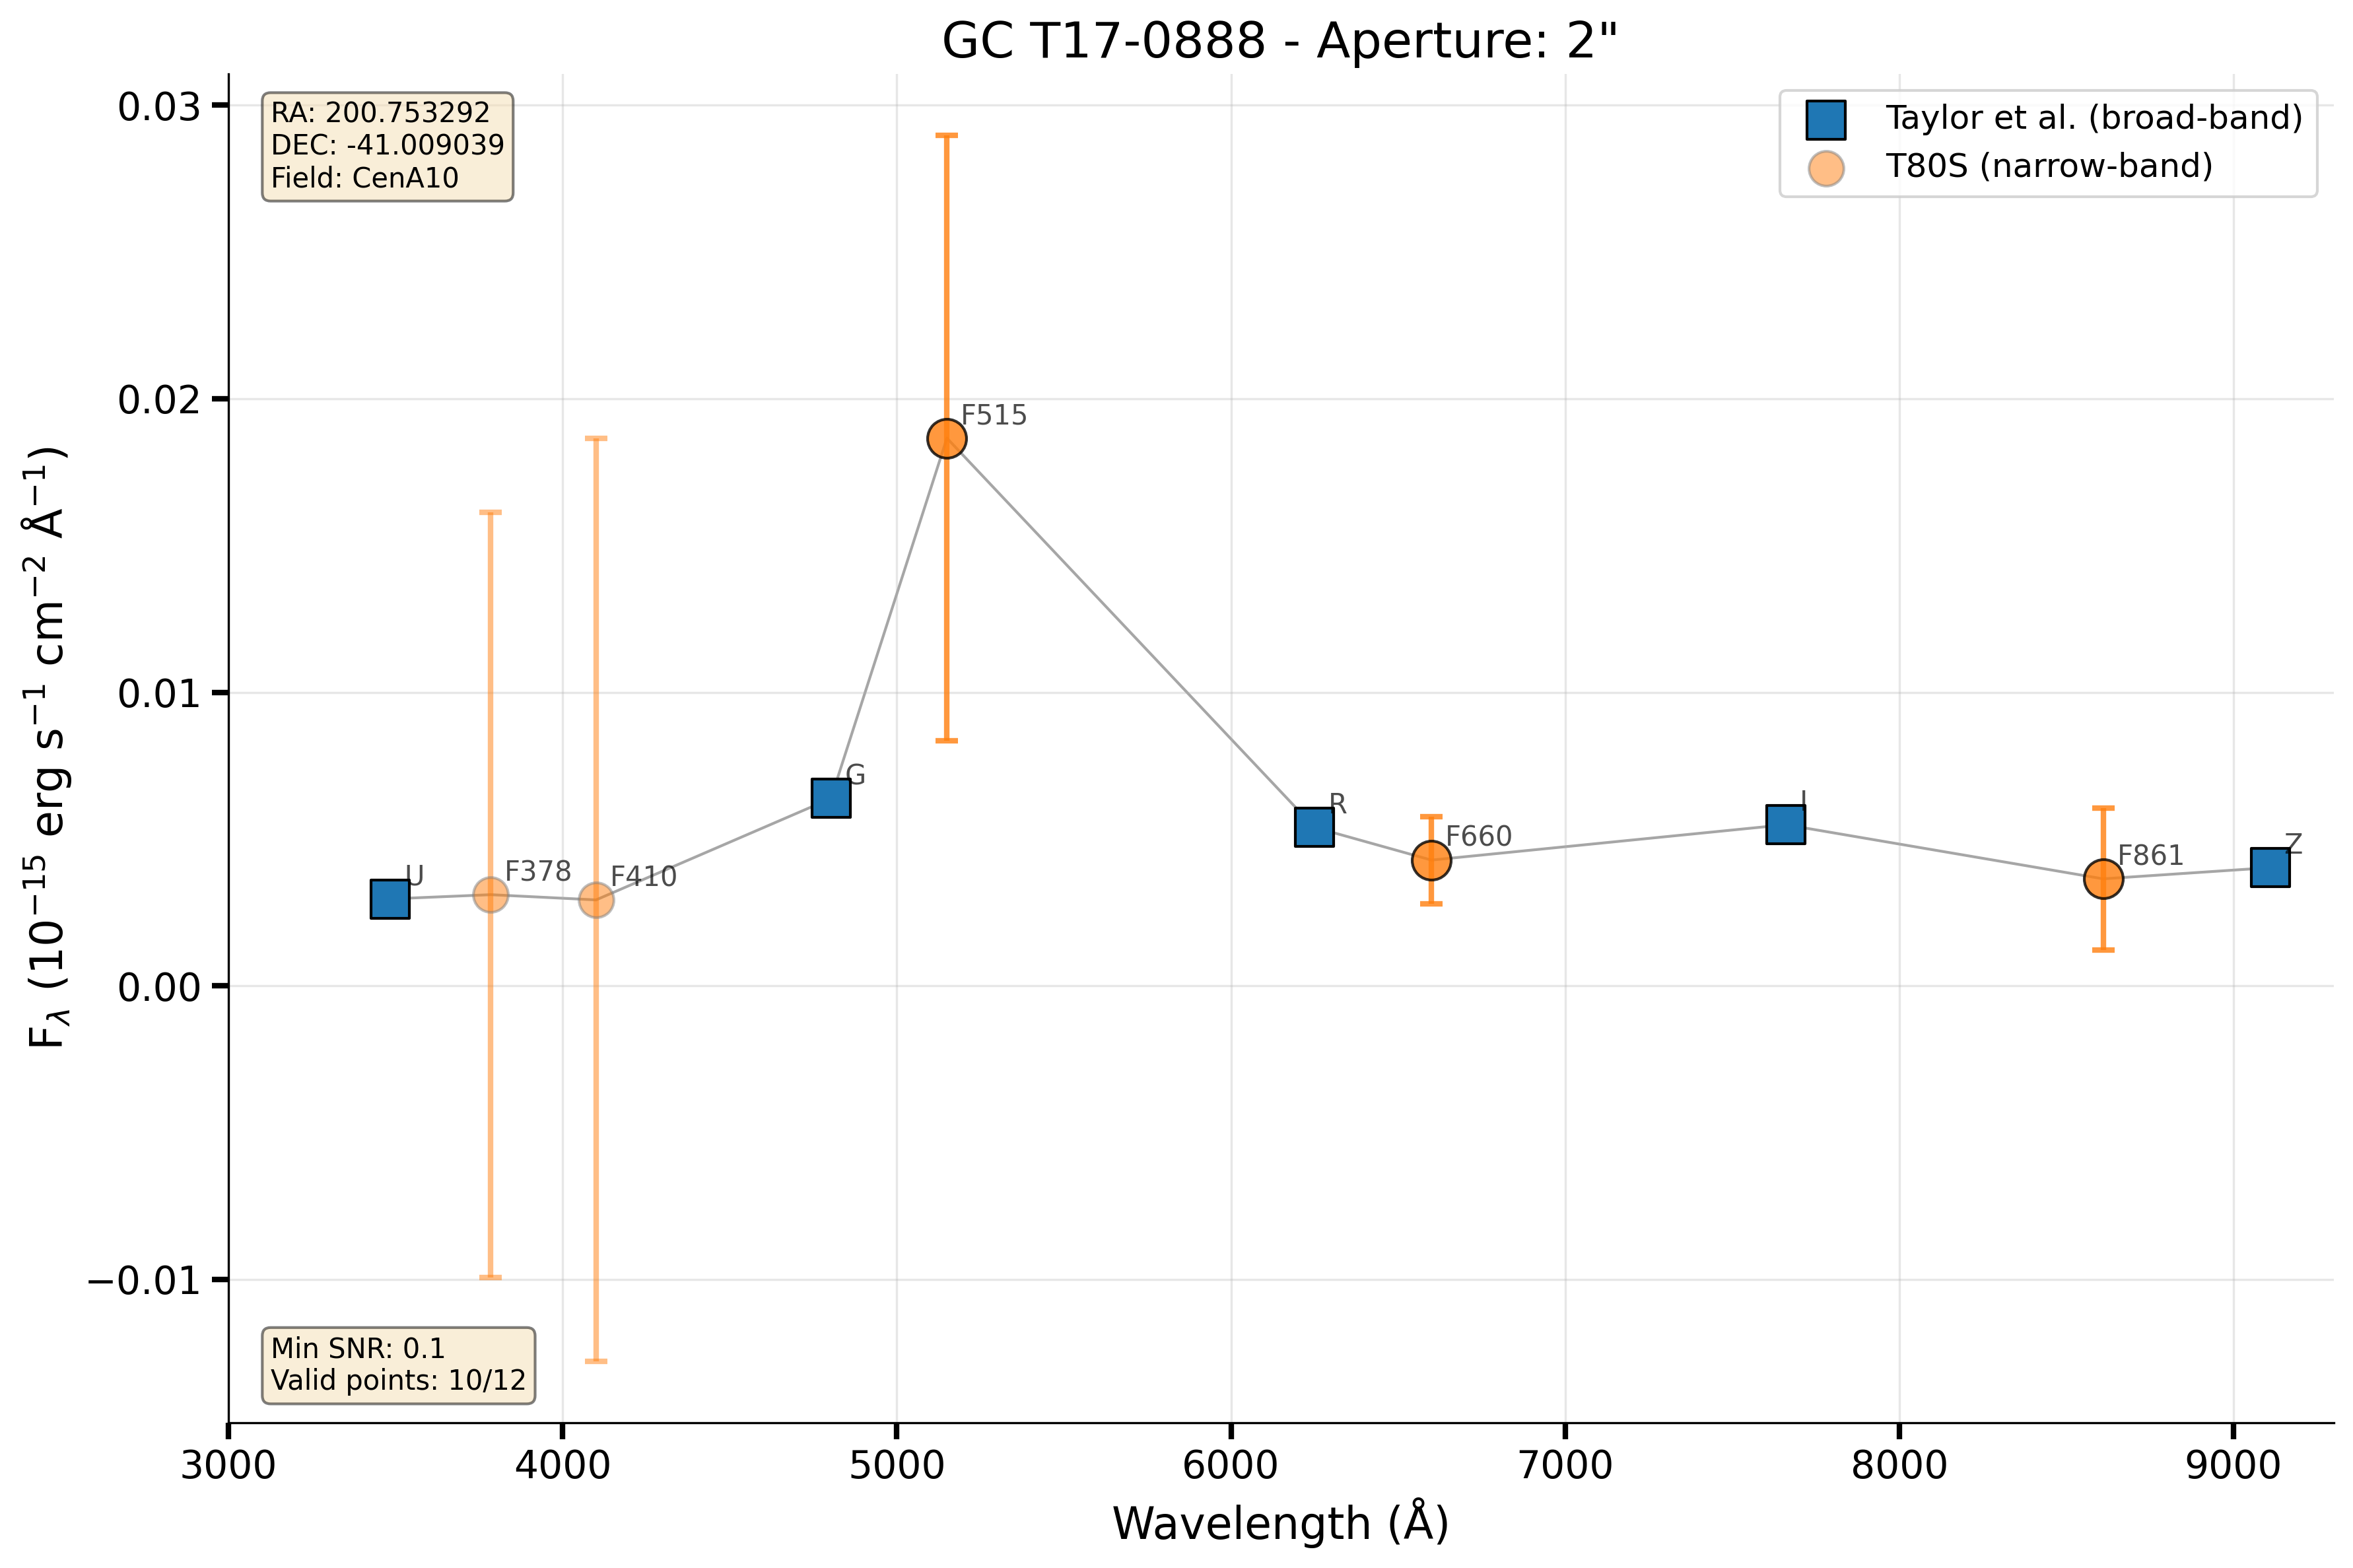 GC T17-0888 - Aperture: 2"
RA: 200.753292
DEC: -41.009039
Field: CenA10
Taylor et al. (broad-band)
T80S (narrow-band)
0.03
0.02
0.01
0.00
−0.01
F_λ (10^−15 erg s^−1 cm^−2 Å^−1)
U
F378
F410
G
F515
R
F660
I
F861
Z
Min SNR: 0.1
Valid points: 10/12
3000 4000 5000 6000 7000 8000 9000
Wavelength (Å)